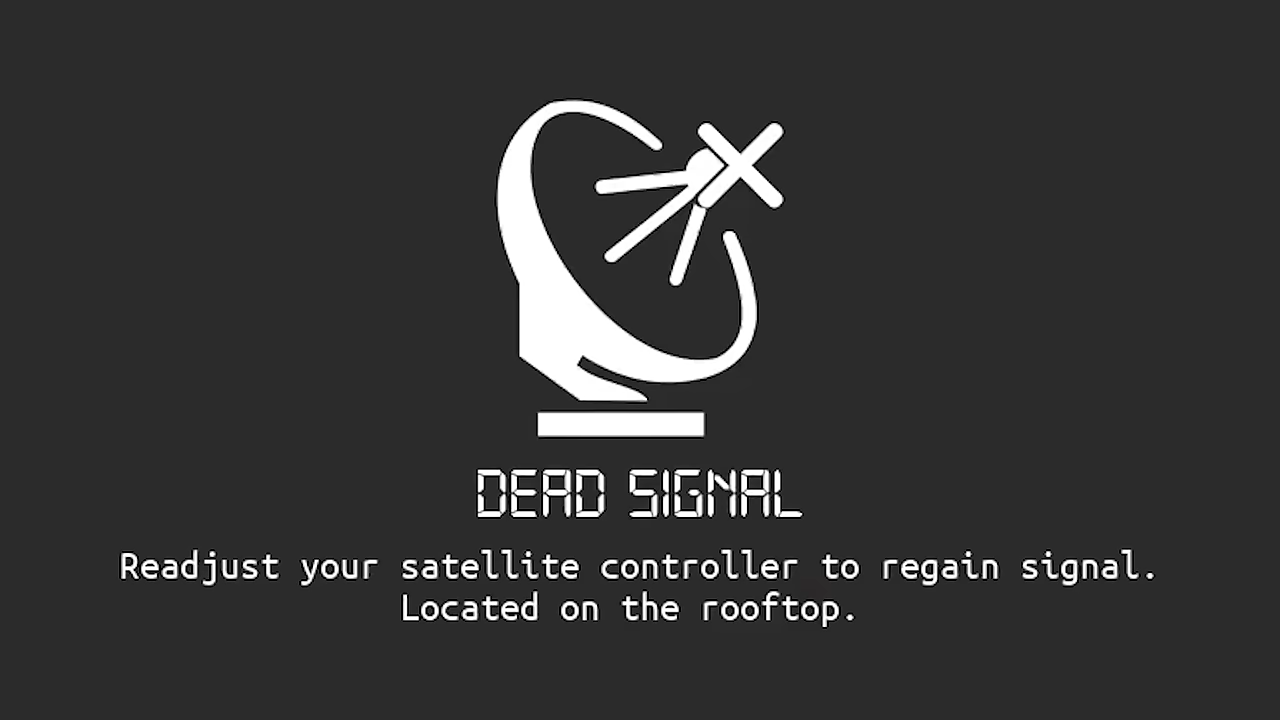 DEAD SIGNAL
Readjust your satellite controller to regain signal.
Located on the rooftop.